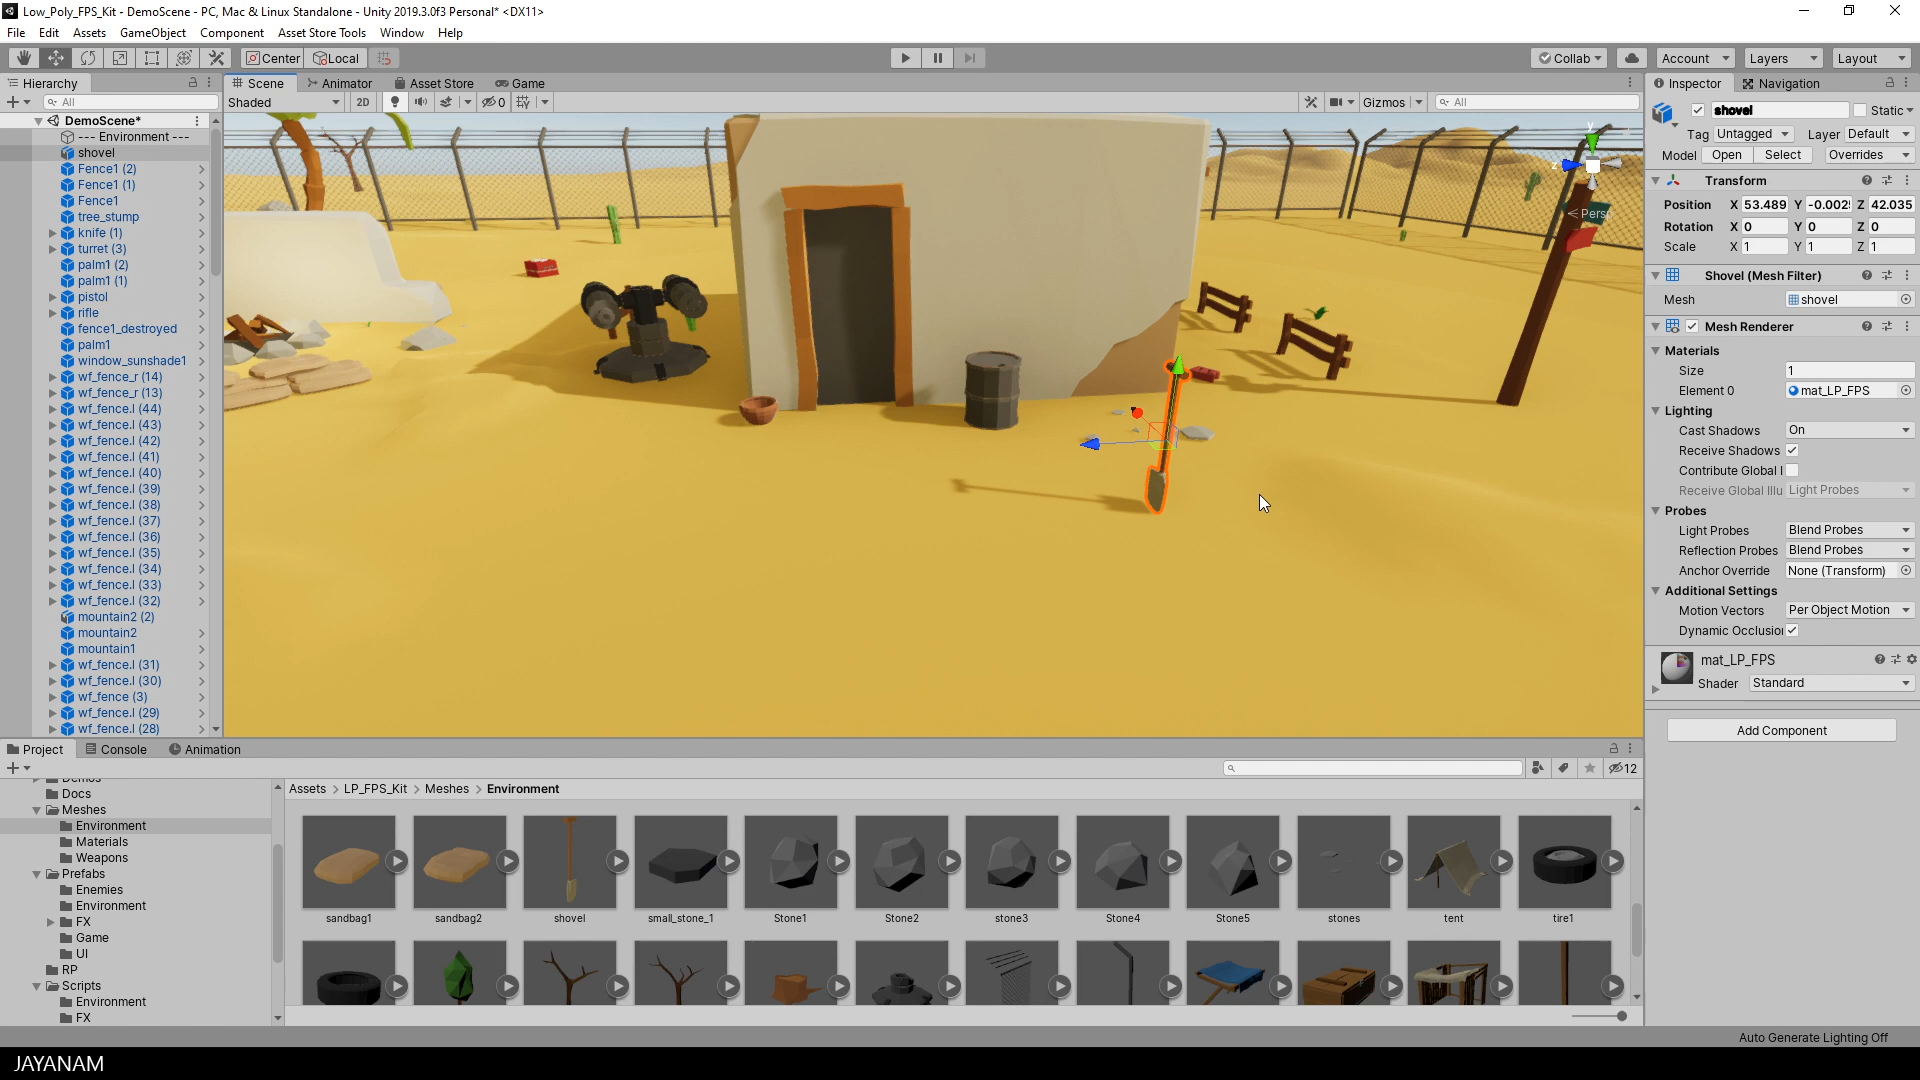 Low_Poly_FPS_Kit - DemoScene - PC, Mac & Linux Standalone - Unity 2019.3.0f3 Personal* <DX11>
File Edit Assets GameObject Component Asset Store Tools Window Help
Center Local Collab Account Layers Layout
Hierarchy
All
DemoScene*
--- Environment ---
shovel
Fence1 (2)
Fence1 (1)
Fence1
tree_stump
knife (1)
turret (3)
palm1 (2)
palm1 (1)
pistol
rifle
fence1_destroyed
palm1
window_sunshade1
wf_fence_r (14)
wf_fence_r (13)
wf_fence.l (44)
wf_fence.l (43)
wf_fence.l (42)
wf_fence.l (41)
wf_fence.l (40)
wf_fence.l (39)
wf_fence.l (38)
wf_fence.l (37)
wf_fence.l (36)
wf_fence.l (35)
wf_fence.l (34)
wf_fence.l (33)
wf_fence.l (32)
mountain2 (2)
mountain2
mountain1
wf_fence.l (31)
wf_fence.l (30)
wf_fence (3)
wf_fence.l (29)
wf_fence.l (28)
Scene Animator Asset Store Game
Shaded 2D 0 Gizmos All
y
z
Persp
Inspector Navigation
shovel Static
Tag Untagged Layer Default
Model Open Select Overrides
Transform
Position X 53.489 Y -0.002 Z 42.035
Rotation X 0 Y 0 Z 0
Scale X 1 Y 1 Z 1
Shovel (Mesh Filter)
Mesh shovel
Mesh Renderer
Materials
Size 1
Element 0 mat_LP_FPS
Lighting
Cast Shadows On
Receive Shadows
Contribute Global I
Receive Global Illu Light Probes
Probes
Light Probes Blend Probes
Reflection Probes Blend Probes
Anchor Override None (Transform)
Additional Settings
Motion Vectors Per Object Motion
Dynamic Occlusio
mat_LP_FPS
Shader Standard
Add Component
Project Console Animation
12
Demos
Docs
Meshes
Environment
Materials
Weapons
Prefabs
Enemies
Environment
FX
Game
UI
RP
Scripts
Environment
FX
Assets > LP_FPS_Kit > Meshes > Environment
sandbag1 sandbag2 shovel small_stone_1 Stone1 Stone2 stone3 Stone4 Stone5 stones tent tire1
Auto Generate Lighting Off
JAYANAM